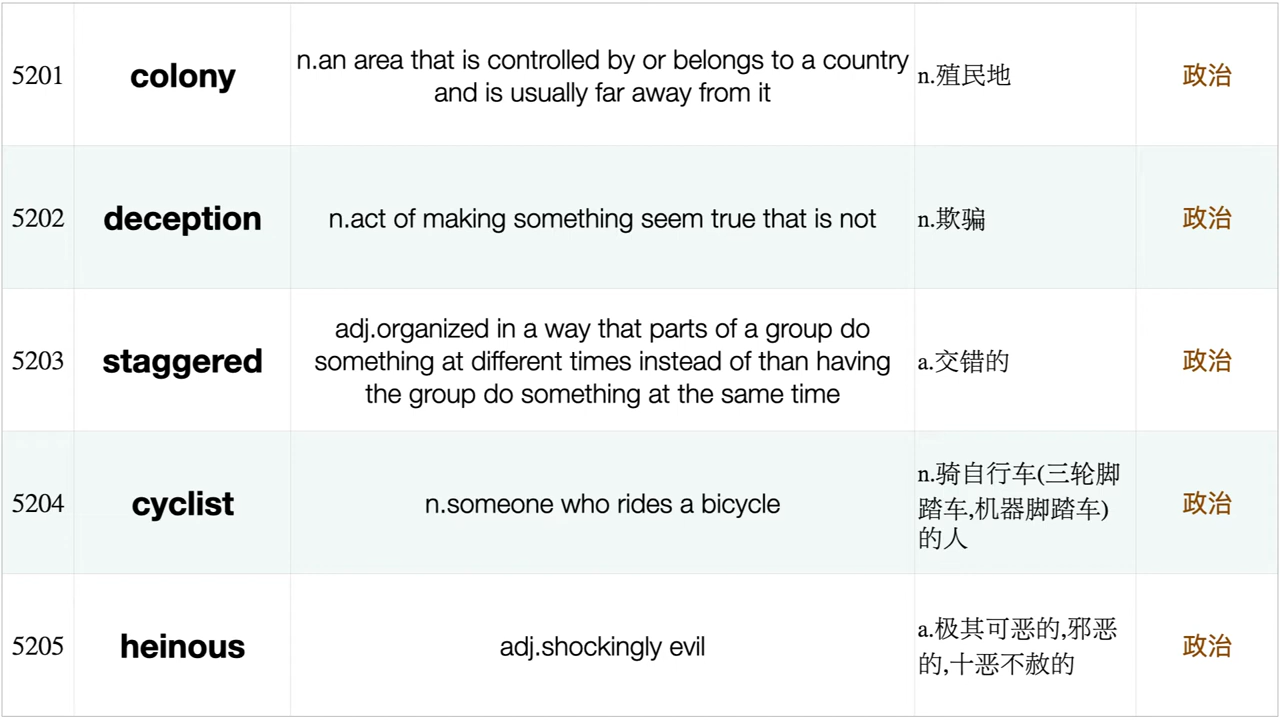 5201
colony
n.an area that is controlled by or belongs to a country
and is usually far away from it
n.殖民地
政治
5202
deception
n.act of making something seem true that is not
n.欺骗
政治
5203
staggered
adj.organized in a way that parts of a group do
something at different times instead of than having
the group do something at the same time
a.交错的
政治
5204
cyclist
n.someone who rides a bicycle
n.骑自行车(三轮脚
踏车,机器脚踏车)
的人
政治
5205
heinous
adj.shockingly evil
a.极其可恶的,邪恶
的,十恶不赦的
政治